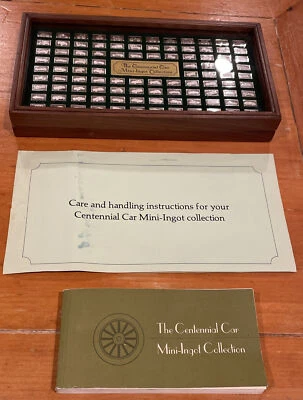 The Centennial Car
Mini-Ingot Collection
Care and handling instructions for your
Centennial Car Mini-Ingot collection
The Centennial Car
Mini-Ingot Collection